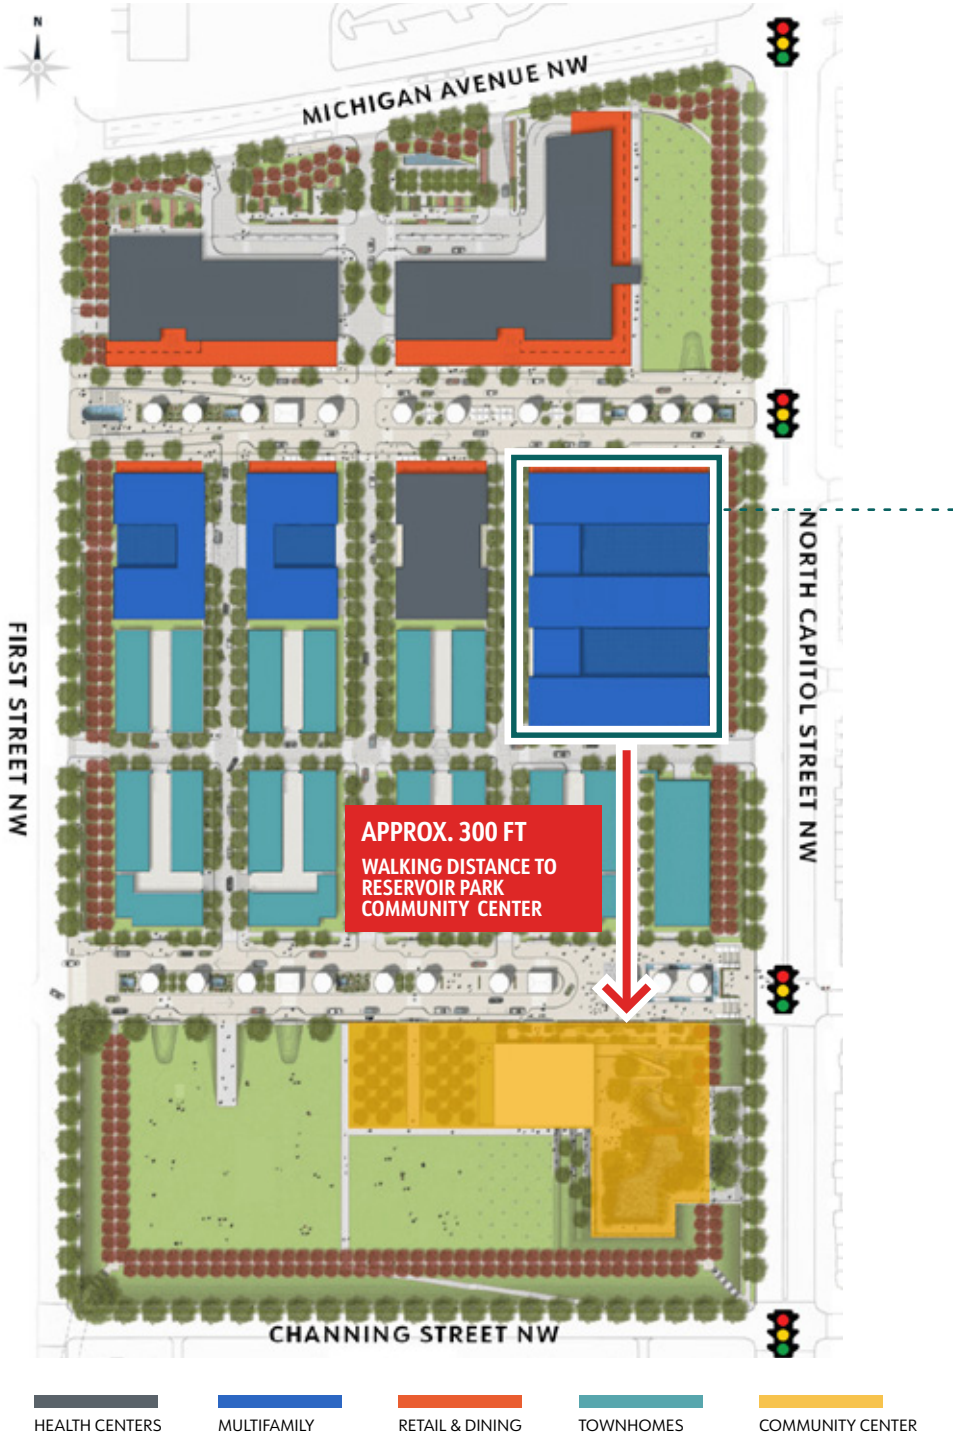 N
MICHIGAN AVENUE NW
NORTH CAPITOL STREET NW
FIRST STREET NW
APPROX. 300 FT
WALKING DISTANCE TO
RESERVOIR PARK
COMMUNITY CENTER
CHANNING STREET NW
HEALTH CENTERS
MULTIFAMILY
RETAIL & DINING
TOWNHOMES
COMMUNITY CENTER